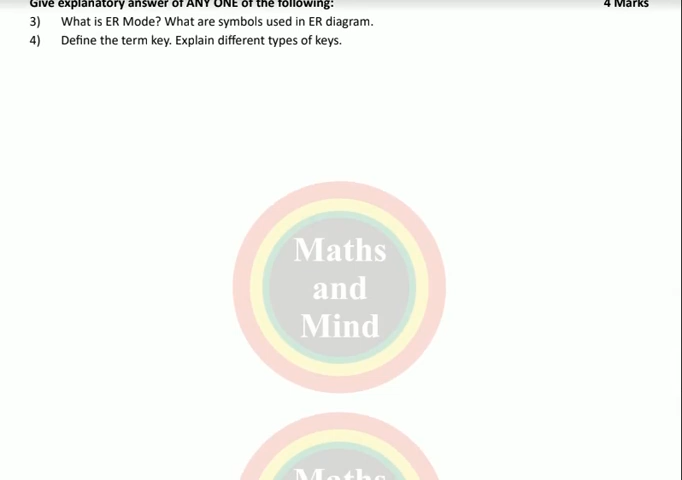 Give explanatory answer of ANY ONE of the following: 4 Marks
3) What is ER Mode? What are symbols used in ER diagram.
4) Define the term key. Explain different types of keys.
Maths
and
Mind
Maths